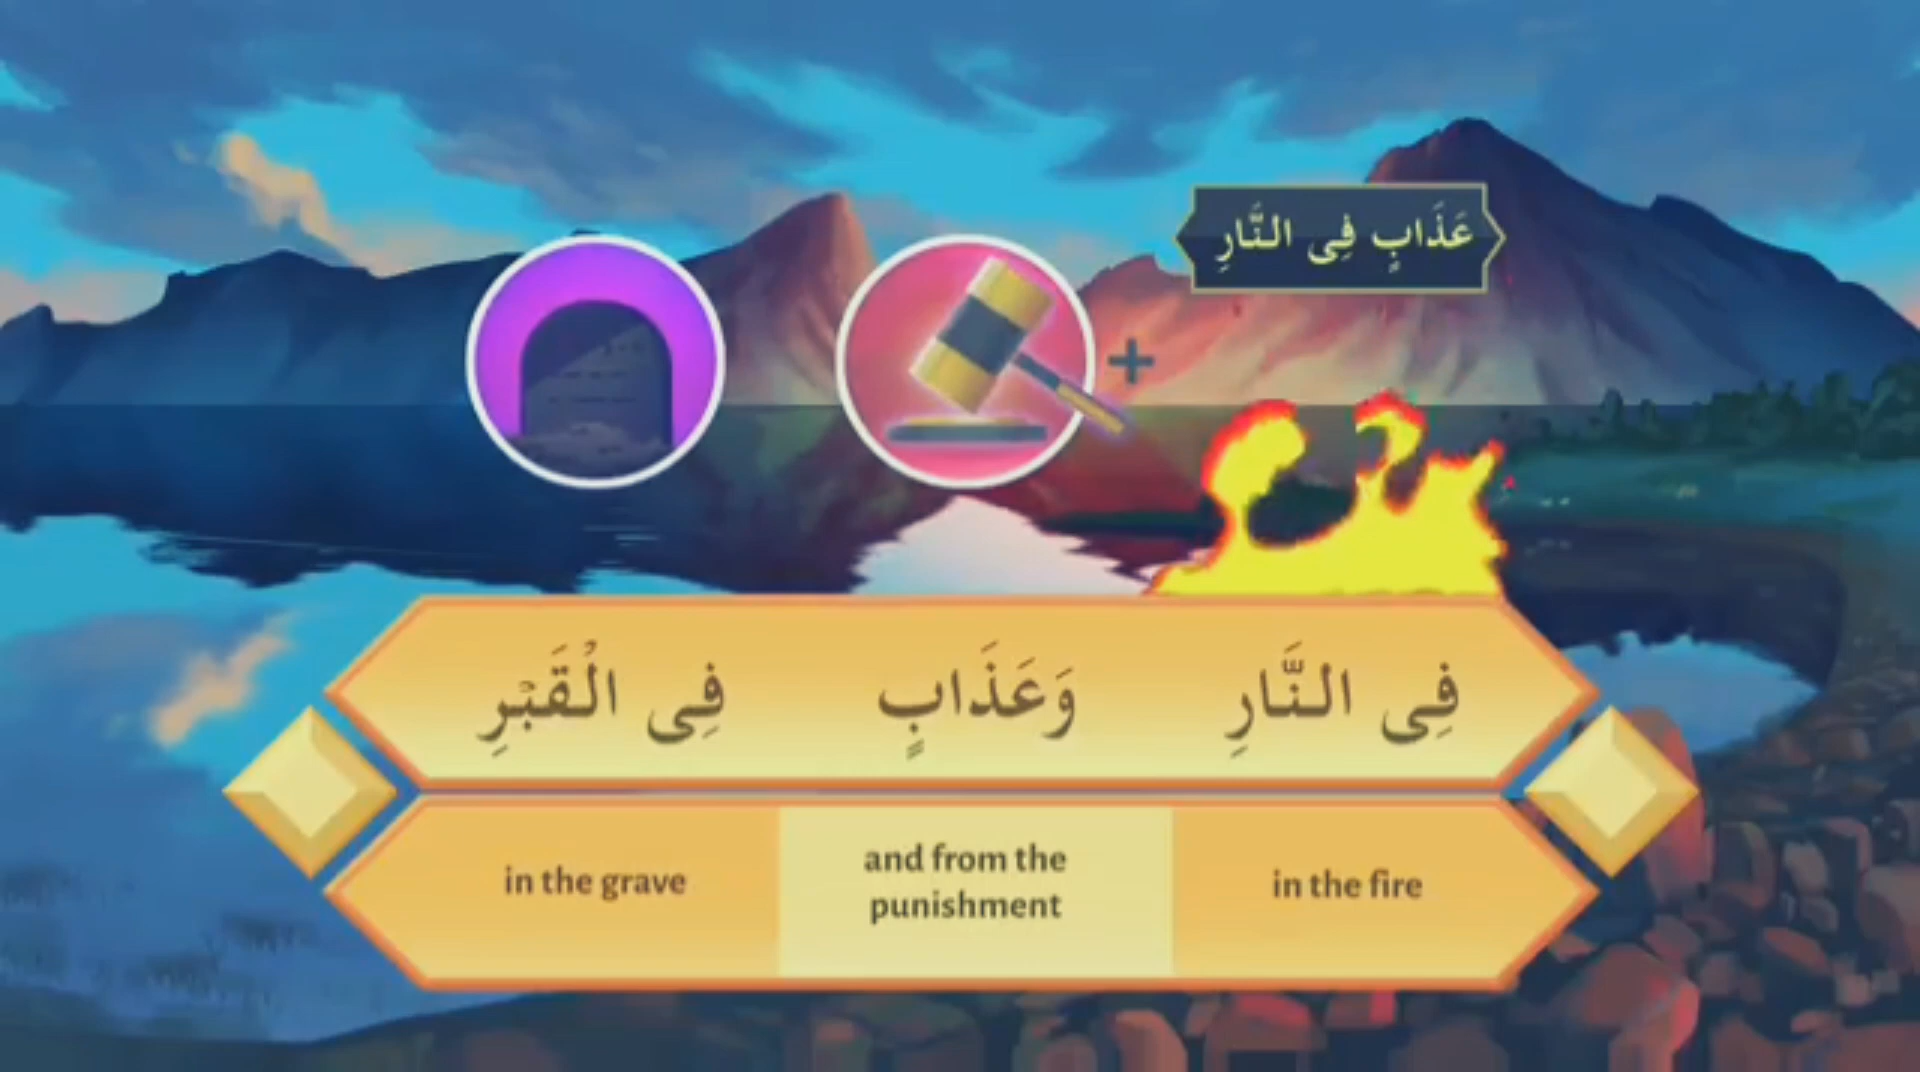 عَذَابٍ فِى النَّارِ
فِى النَّارِ وَعَذَابٍ فِى الْقَبْرِ
in the grave
and from the
punishment
in the fire